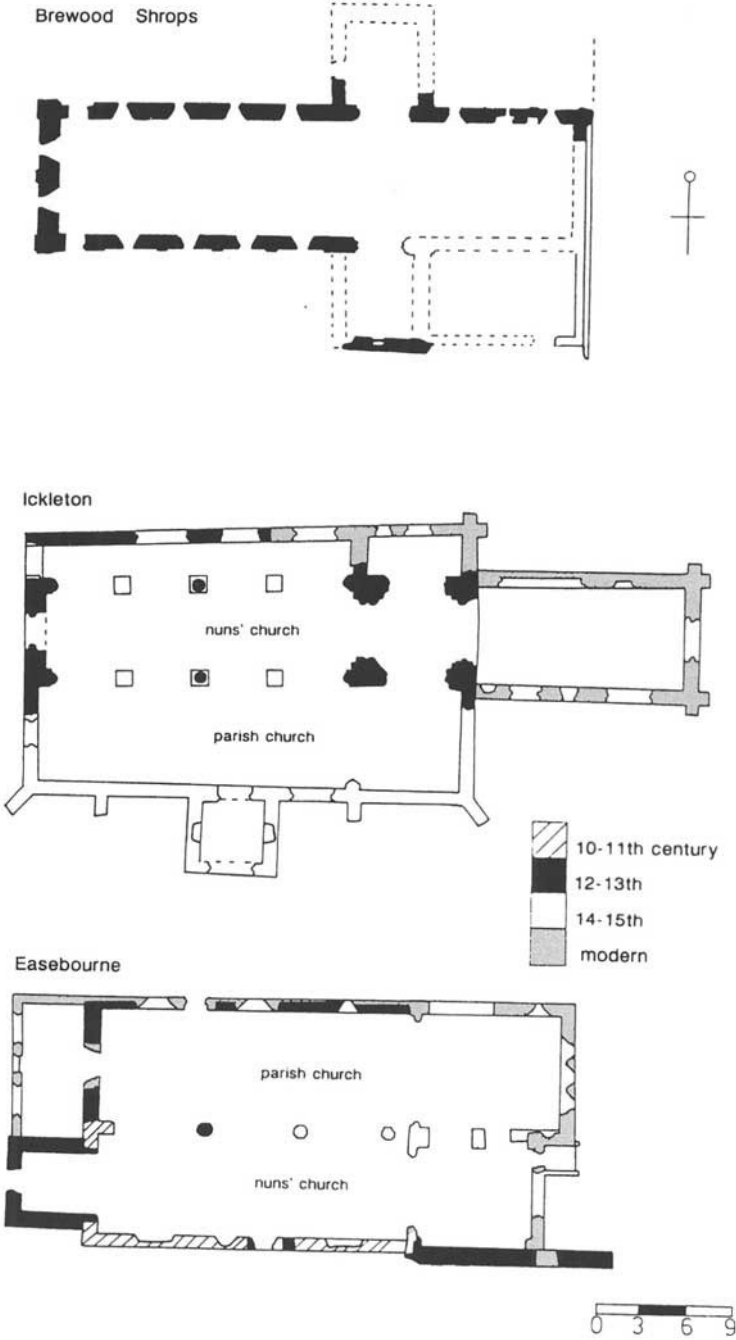 Brewood Shrops
Ickleton
nuns' church
parish church
10-11th century
12-13th
14-15th
modern
Easebourne
parish church
nuns' church
0 3 6 9